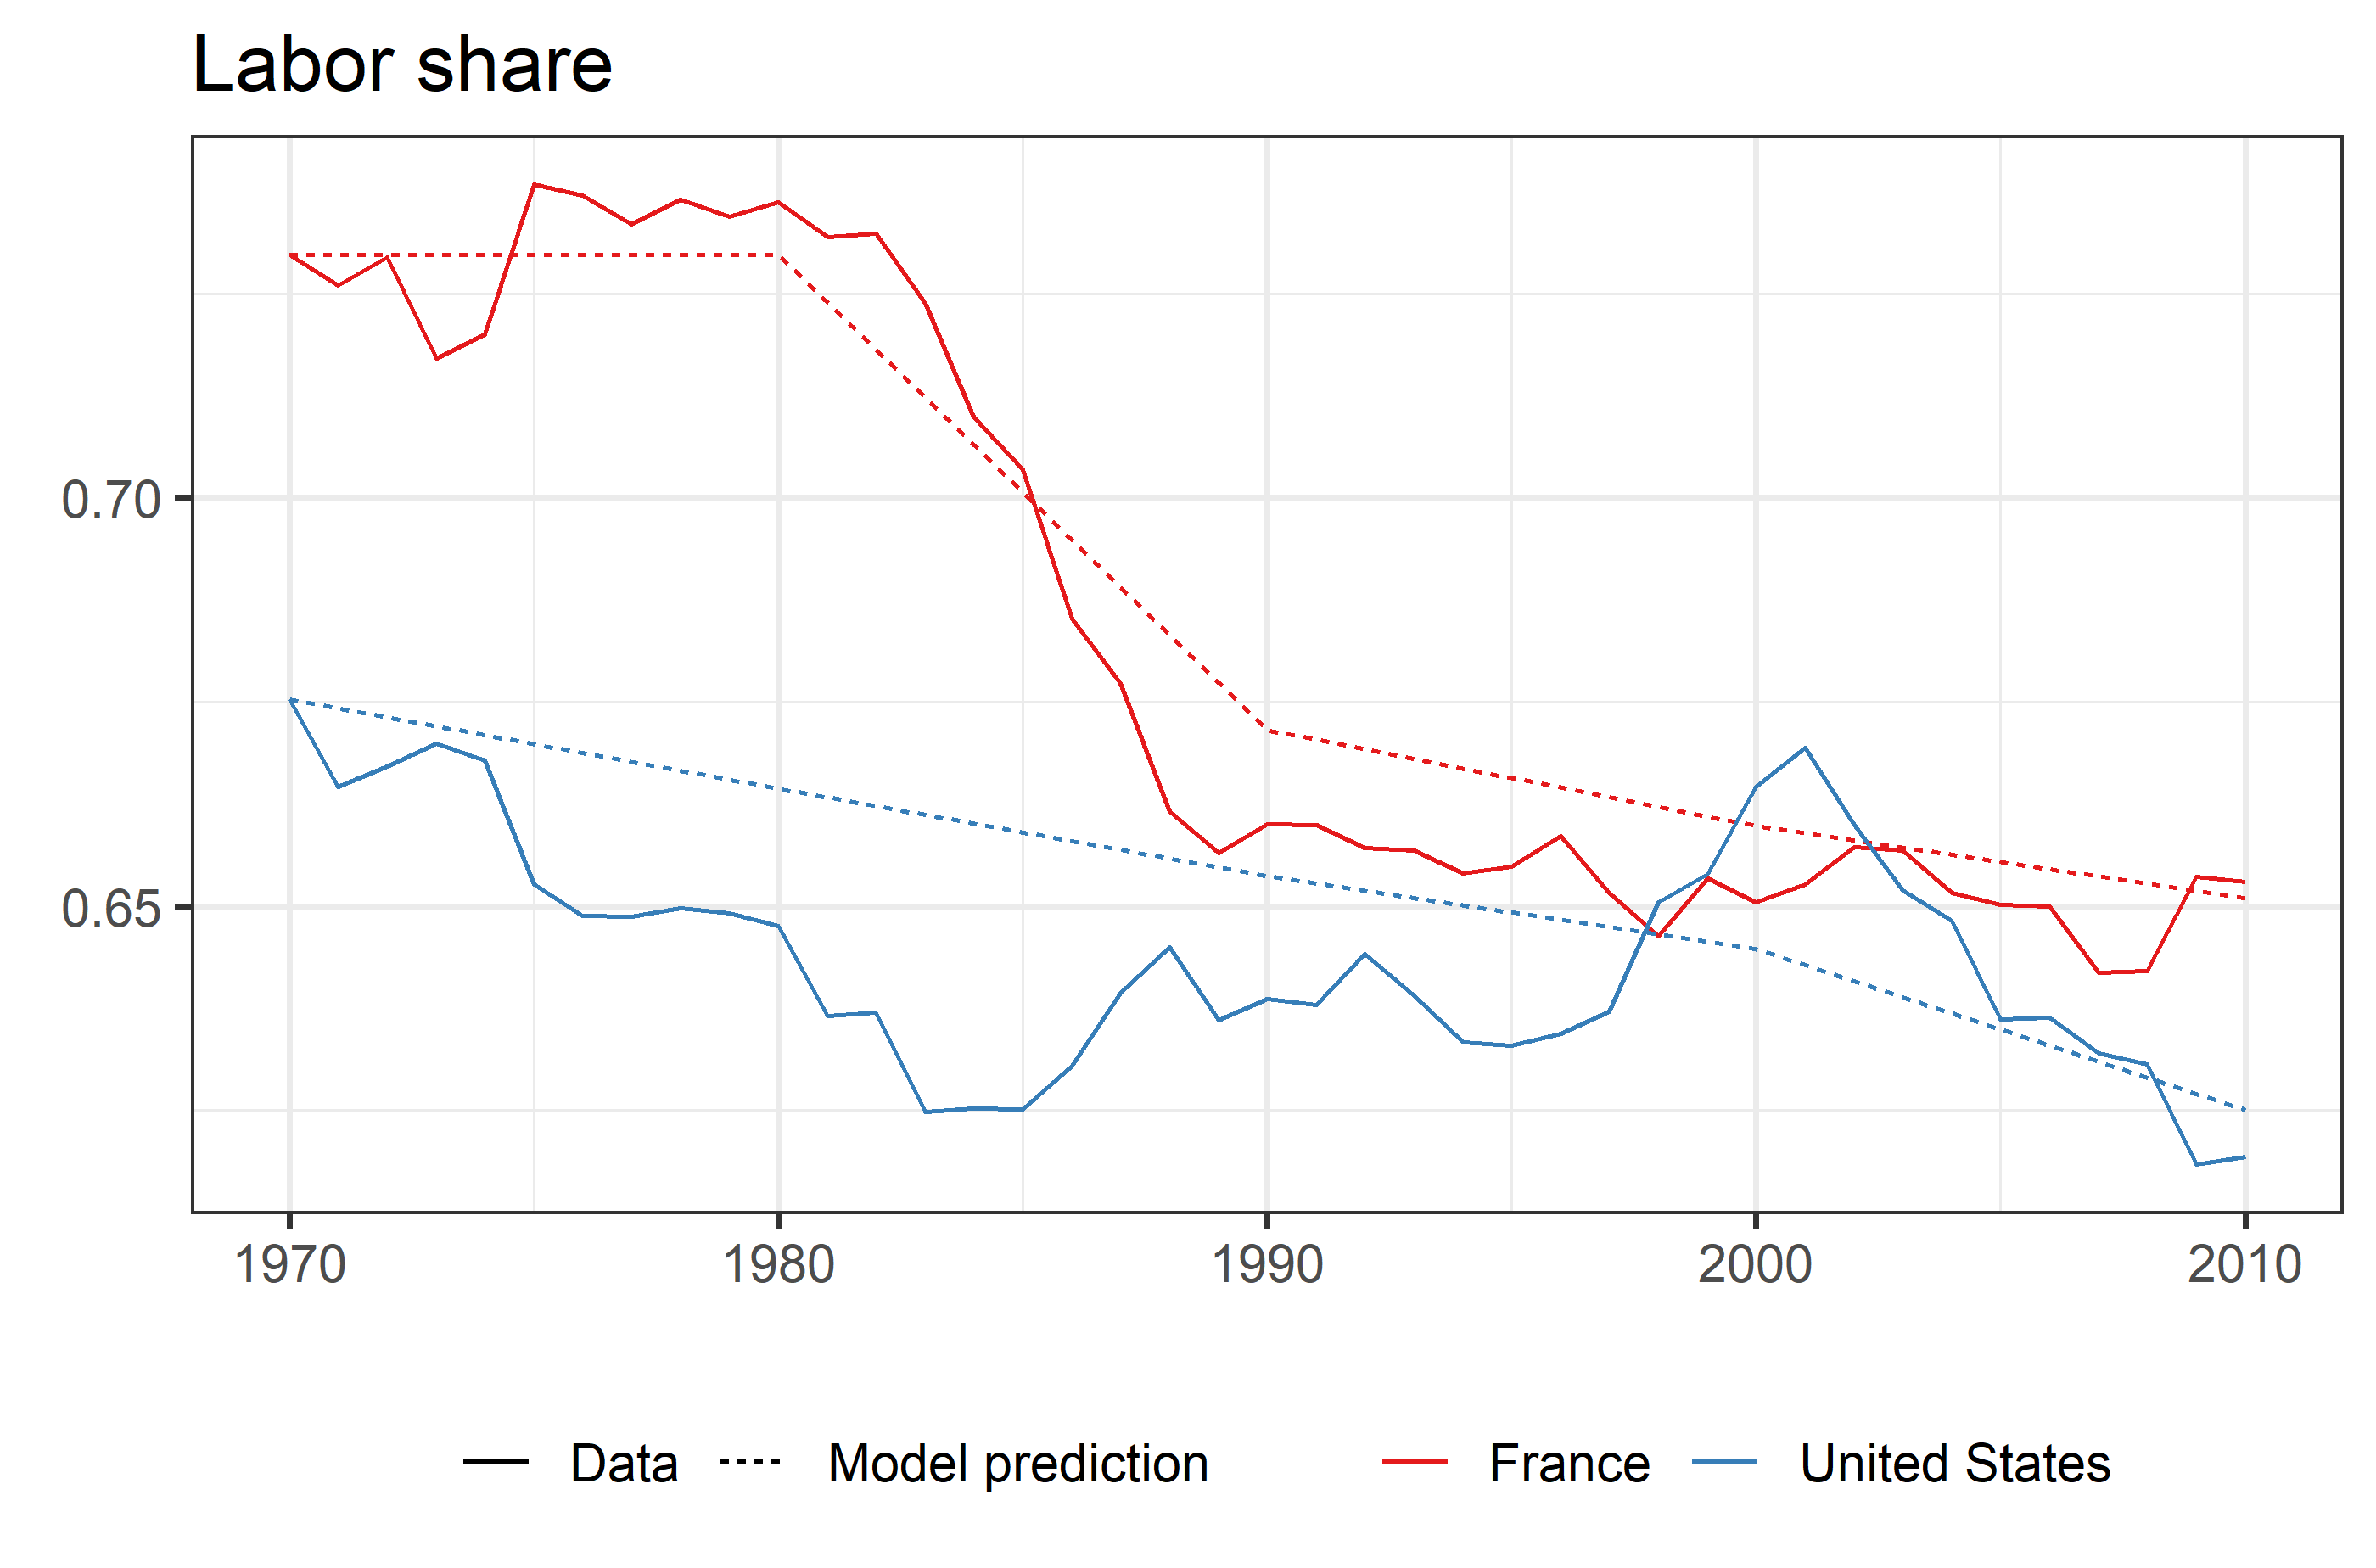 Labor share
0.70
0.65
1970 1980 1990 2000 2010
Data Model prediction France United States